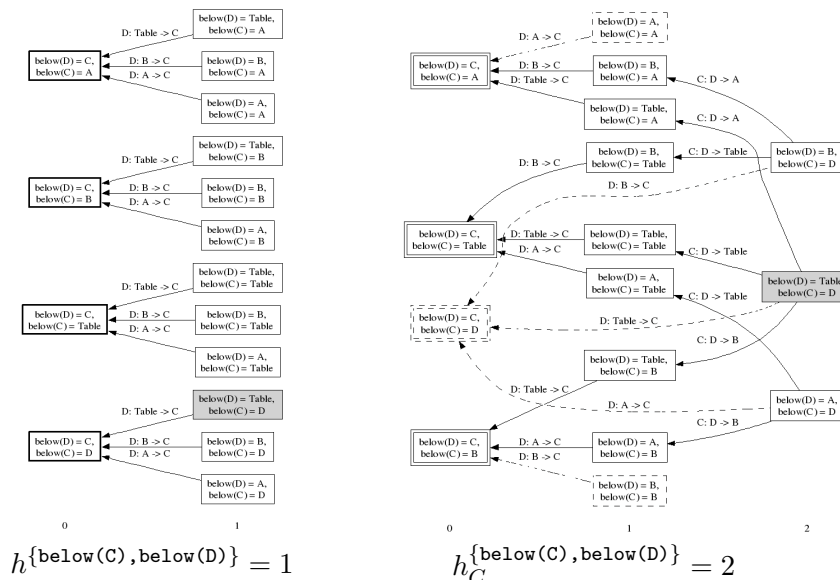 below(D) = Table,
below(C) = A
D: Table -> C
below(D) = C,
below(C) = A
D: B -> C
below(D) = B,
below(C) = A
D: A -> C
below(D) = A,
below(C) = A
below(D) = Table,
below(C) = B
D: Table -> C
below(D) = C,
below(C) = B
D: B -> C
below(D) = B,
below(C) = B
D: A -> C
below(D) = A,
below(C) = B
below(D) = Table,
below(C) = Table
D: Table -> C
below(D) = C,
below(C) = Table
D: B -> C
below(D) = B,
below(C) = Table
D: A -> C
below(D) = A,
below(C) = Table
below(D) = Table,
below(C) = D
D: Table -> C
below(D) = C,
below(C) = D
D: B -> C
below(D) = B,
below(C) = D
D: A -> C
below(D) = A,
below(C) = D
0 1
h^{below(C),below(D)} = 1
below(D) = A,
below(C) = A
D: A -> C
below(D) = C,
below(C) = A
D: B -> C
below(D) = B,
below(C) = A
D: Table -> C
C: D -> A
below(D) = Table,
below(C) = A
C: D -> A
below(D) = B,
below(C) = Table
C: D -> Table
below(D) = B,
below(C) = D
D: B -> C
D: B -> C
below(D) = C,
below(C) = Table
D: Table -> C
below(D) = Table,
below(C) = Table
C: D -> Table
D: A -> C
below(D) = A,
below(C) = Table
below(D) = Table
below(C) = D
C: D -> Table
below(D) = C,
below(C) = D
D: Table -> C
below(D) = Table,
below(C) = B
C: D -> B
D: Table -> C
D: A -> C
below(D) = A,
below(C) = D
C: D -> B
below(D) = C,
below(C) = B
D: A -> C
below(D) = A,
below(C) = B
D: B -> C
below(D) = B,
below(C) = B
0 1 2
h_C^{below(C),below(D)} = 2